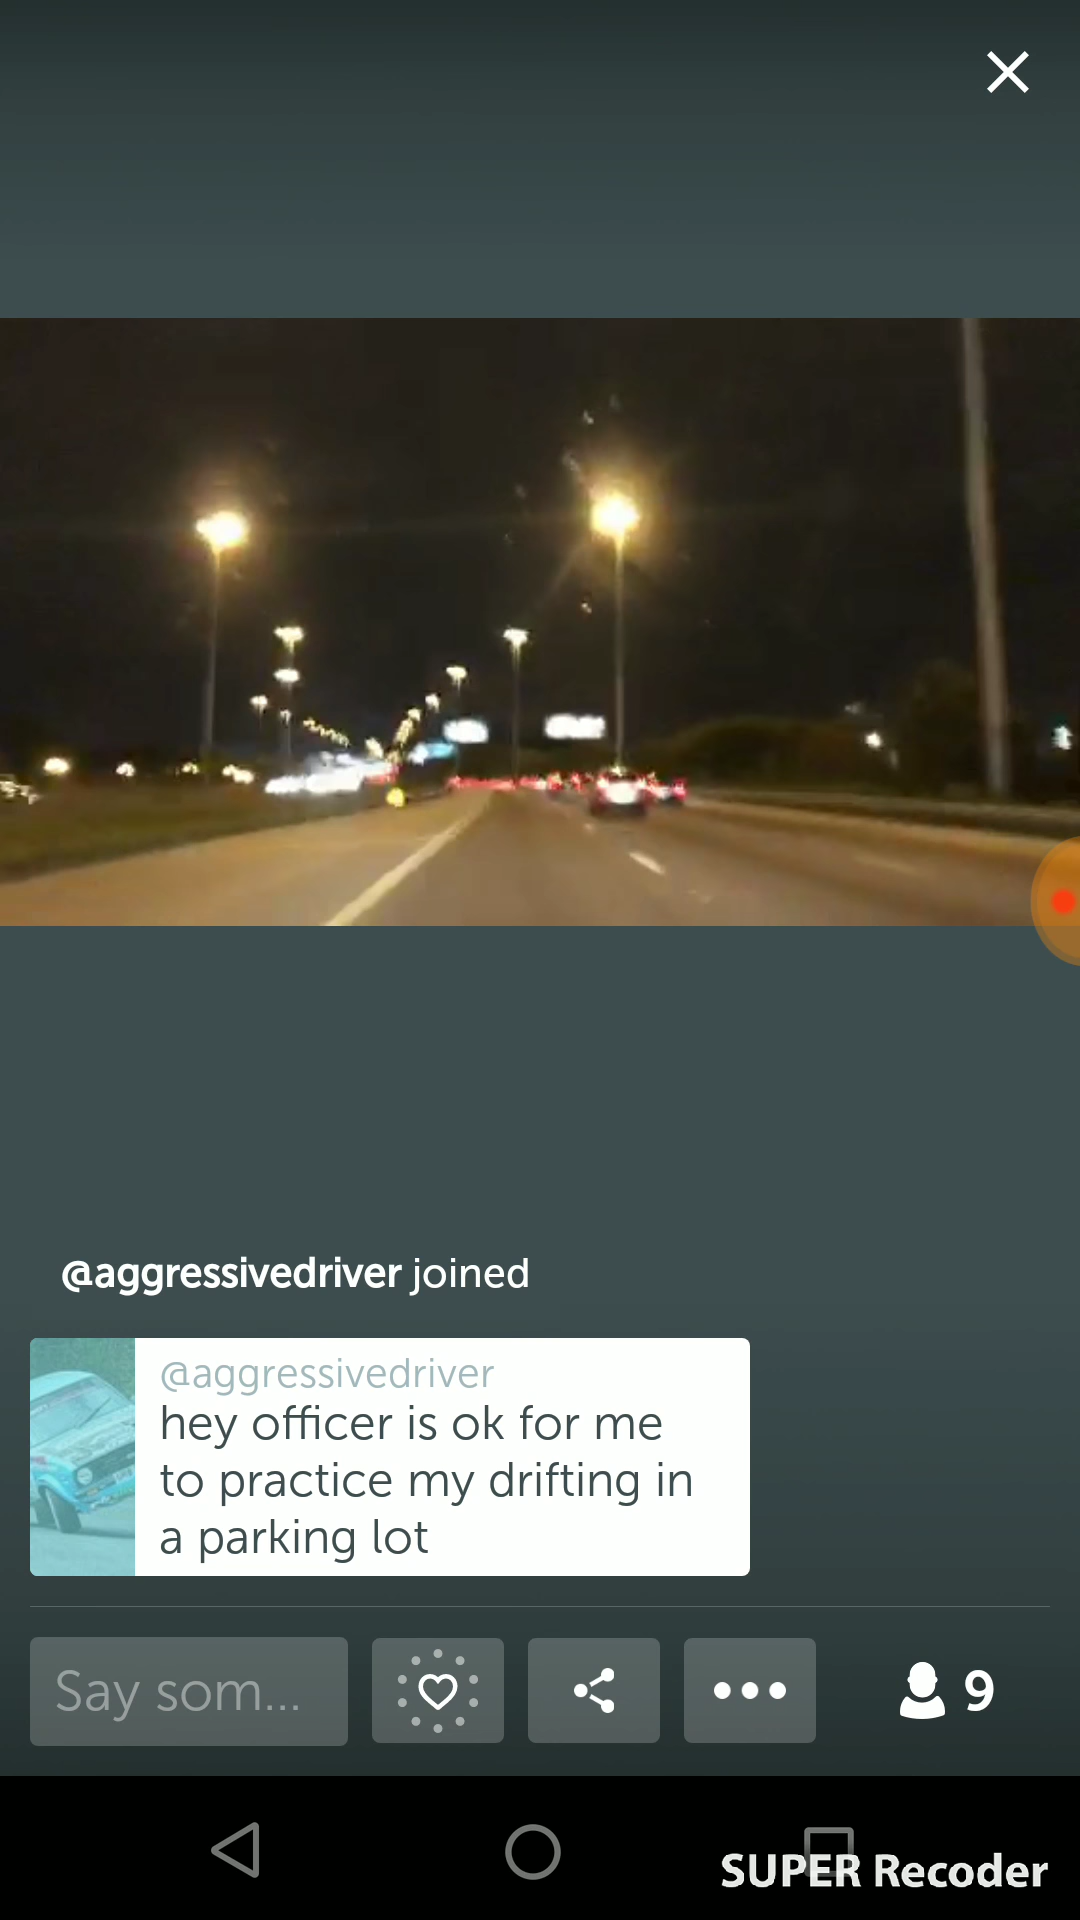 @aggressivedriver joined
@aggressivedriver
hey officer is ok for me
to practice my drifting in
a parking lot
Say som...
9
SUPER Recoder